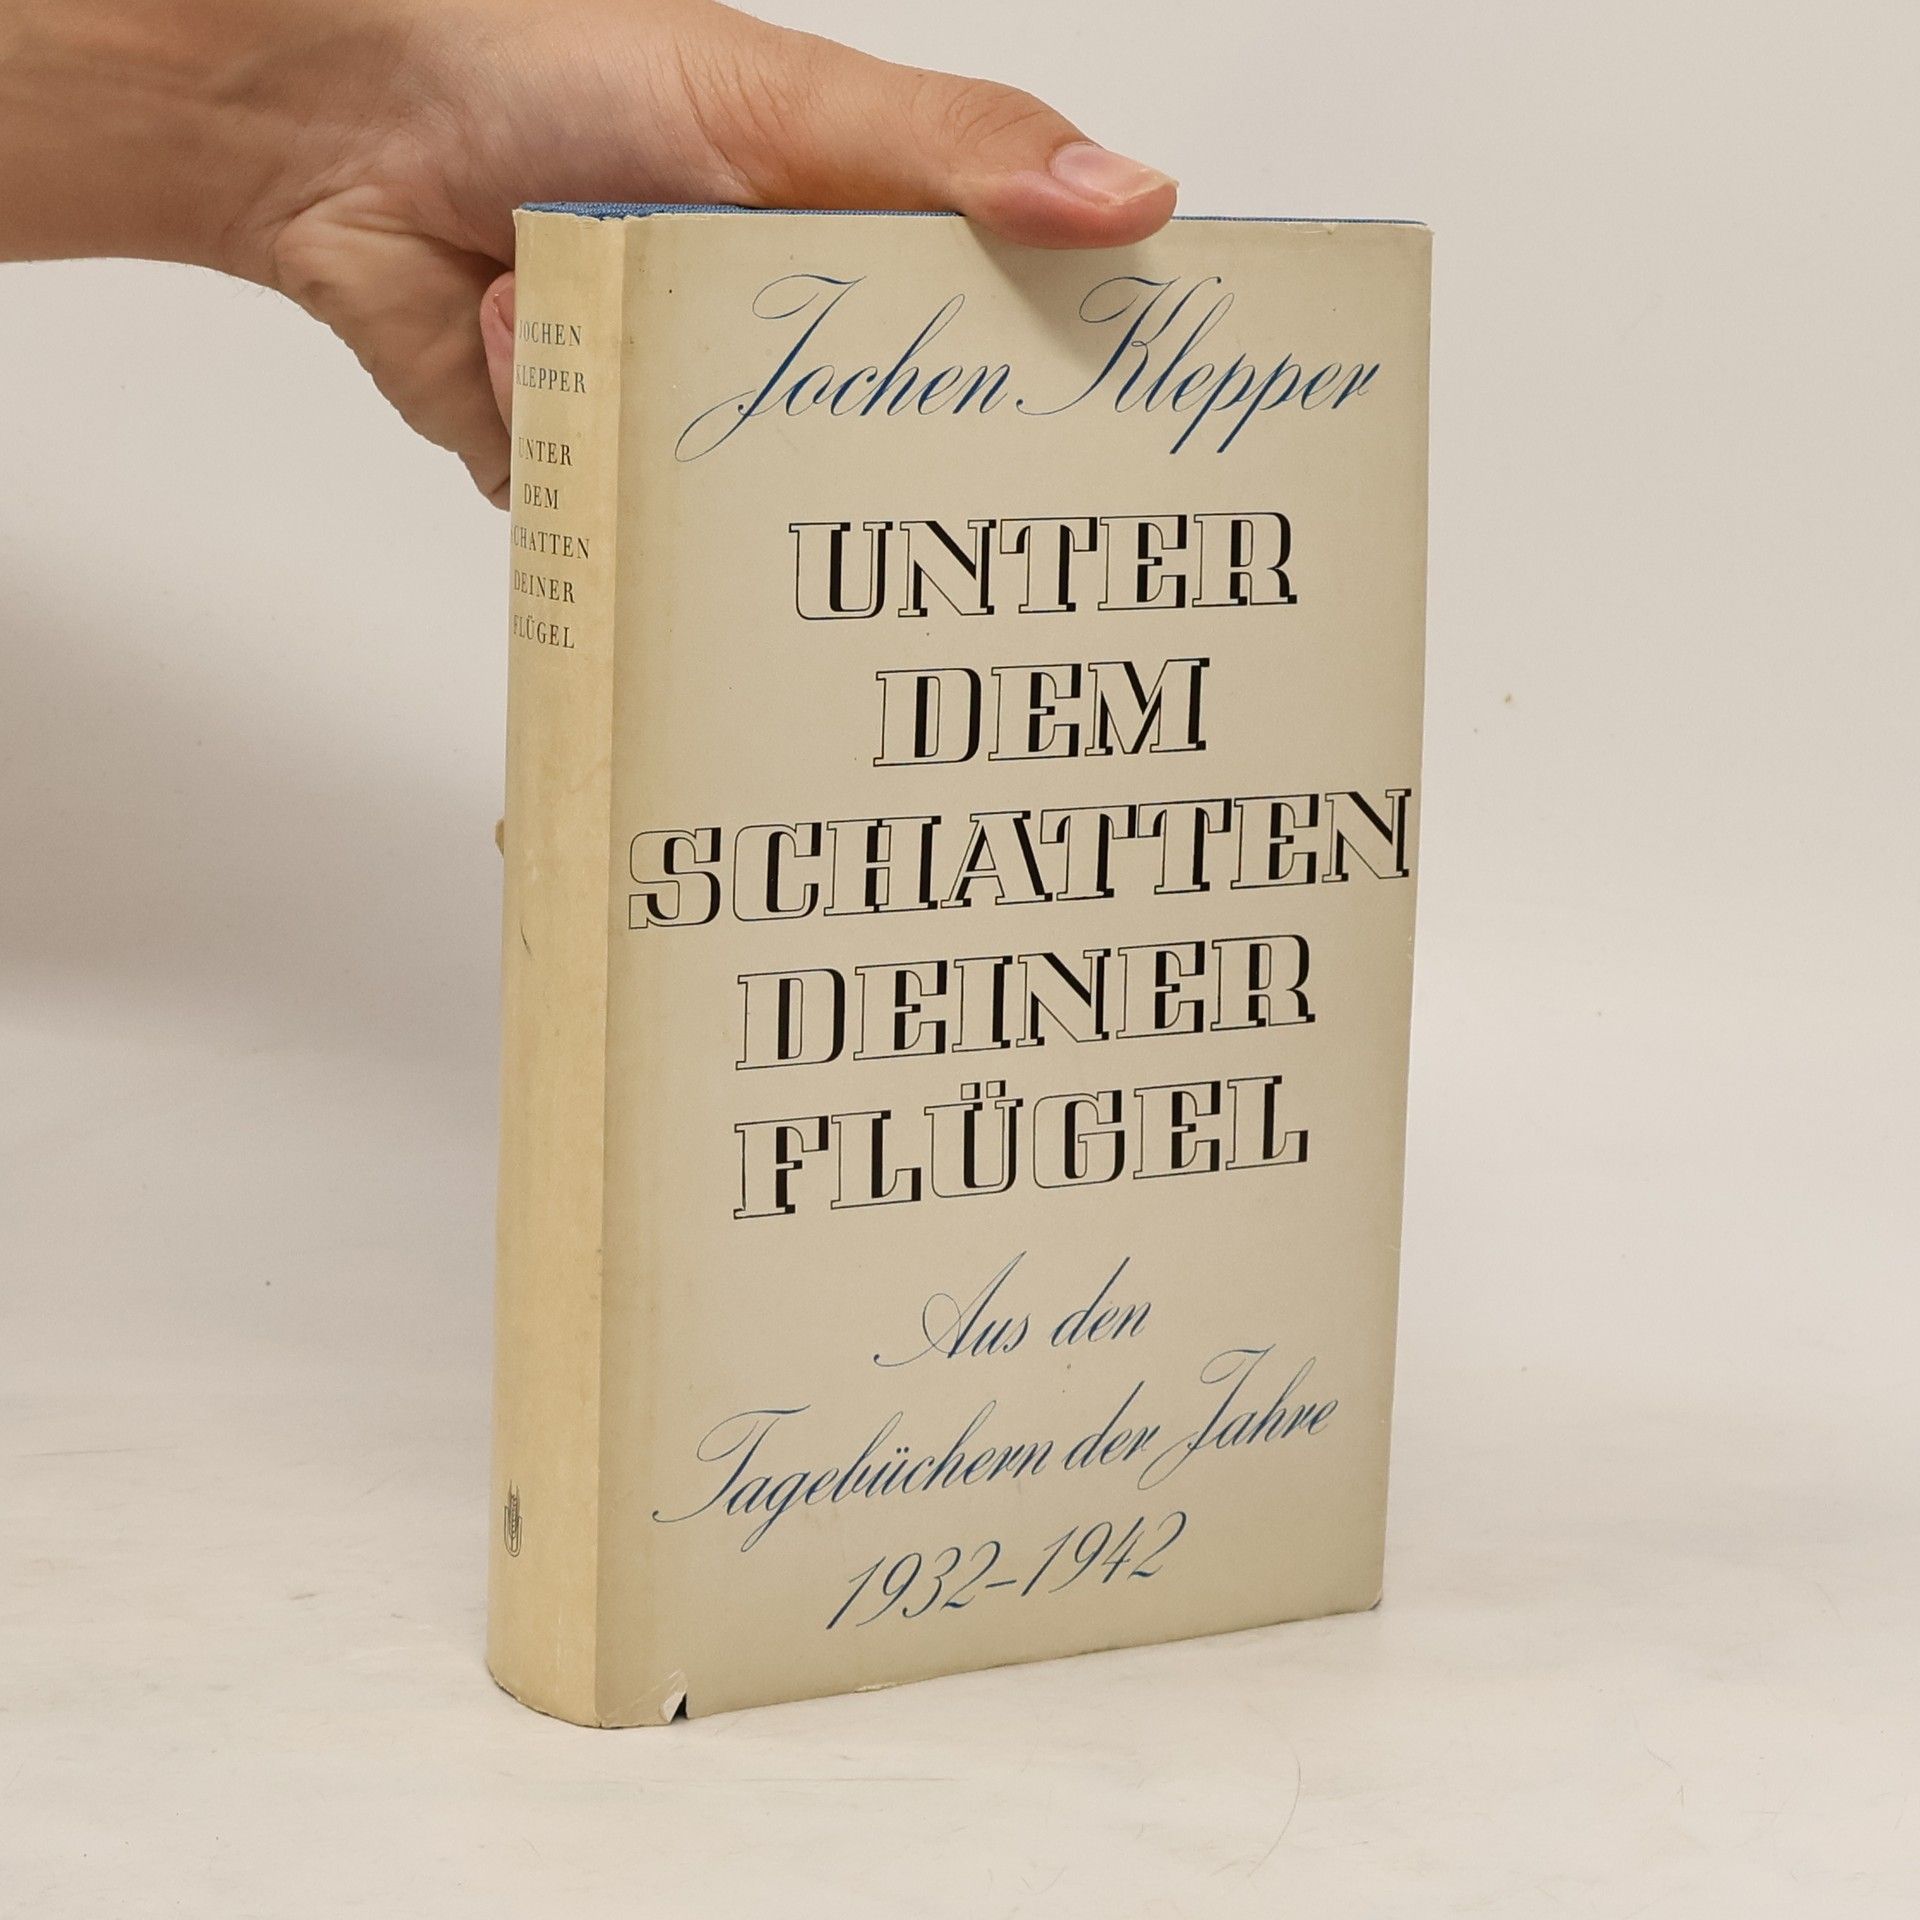 JOCHEN
KLEPPER
UNTER
DEM
SCHATTEN
DEINER
FLÜGEL
Jochen Klepper
UNTER
DEM
SCHATTEN
DEINER
FLÜGEL
Aus den
Tagebüchern der Jahre
1932-1942